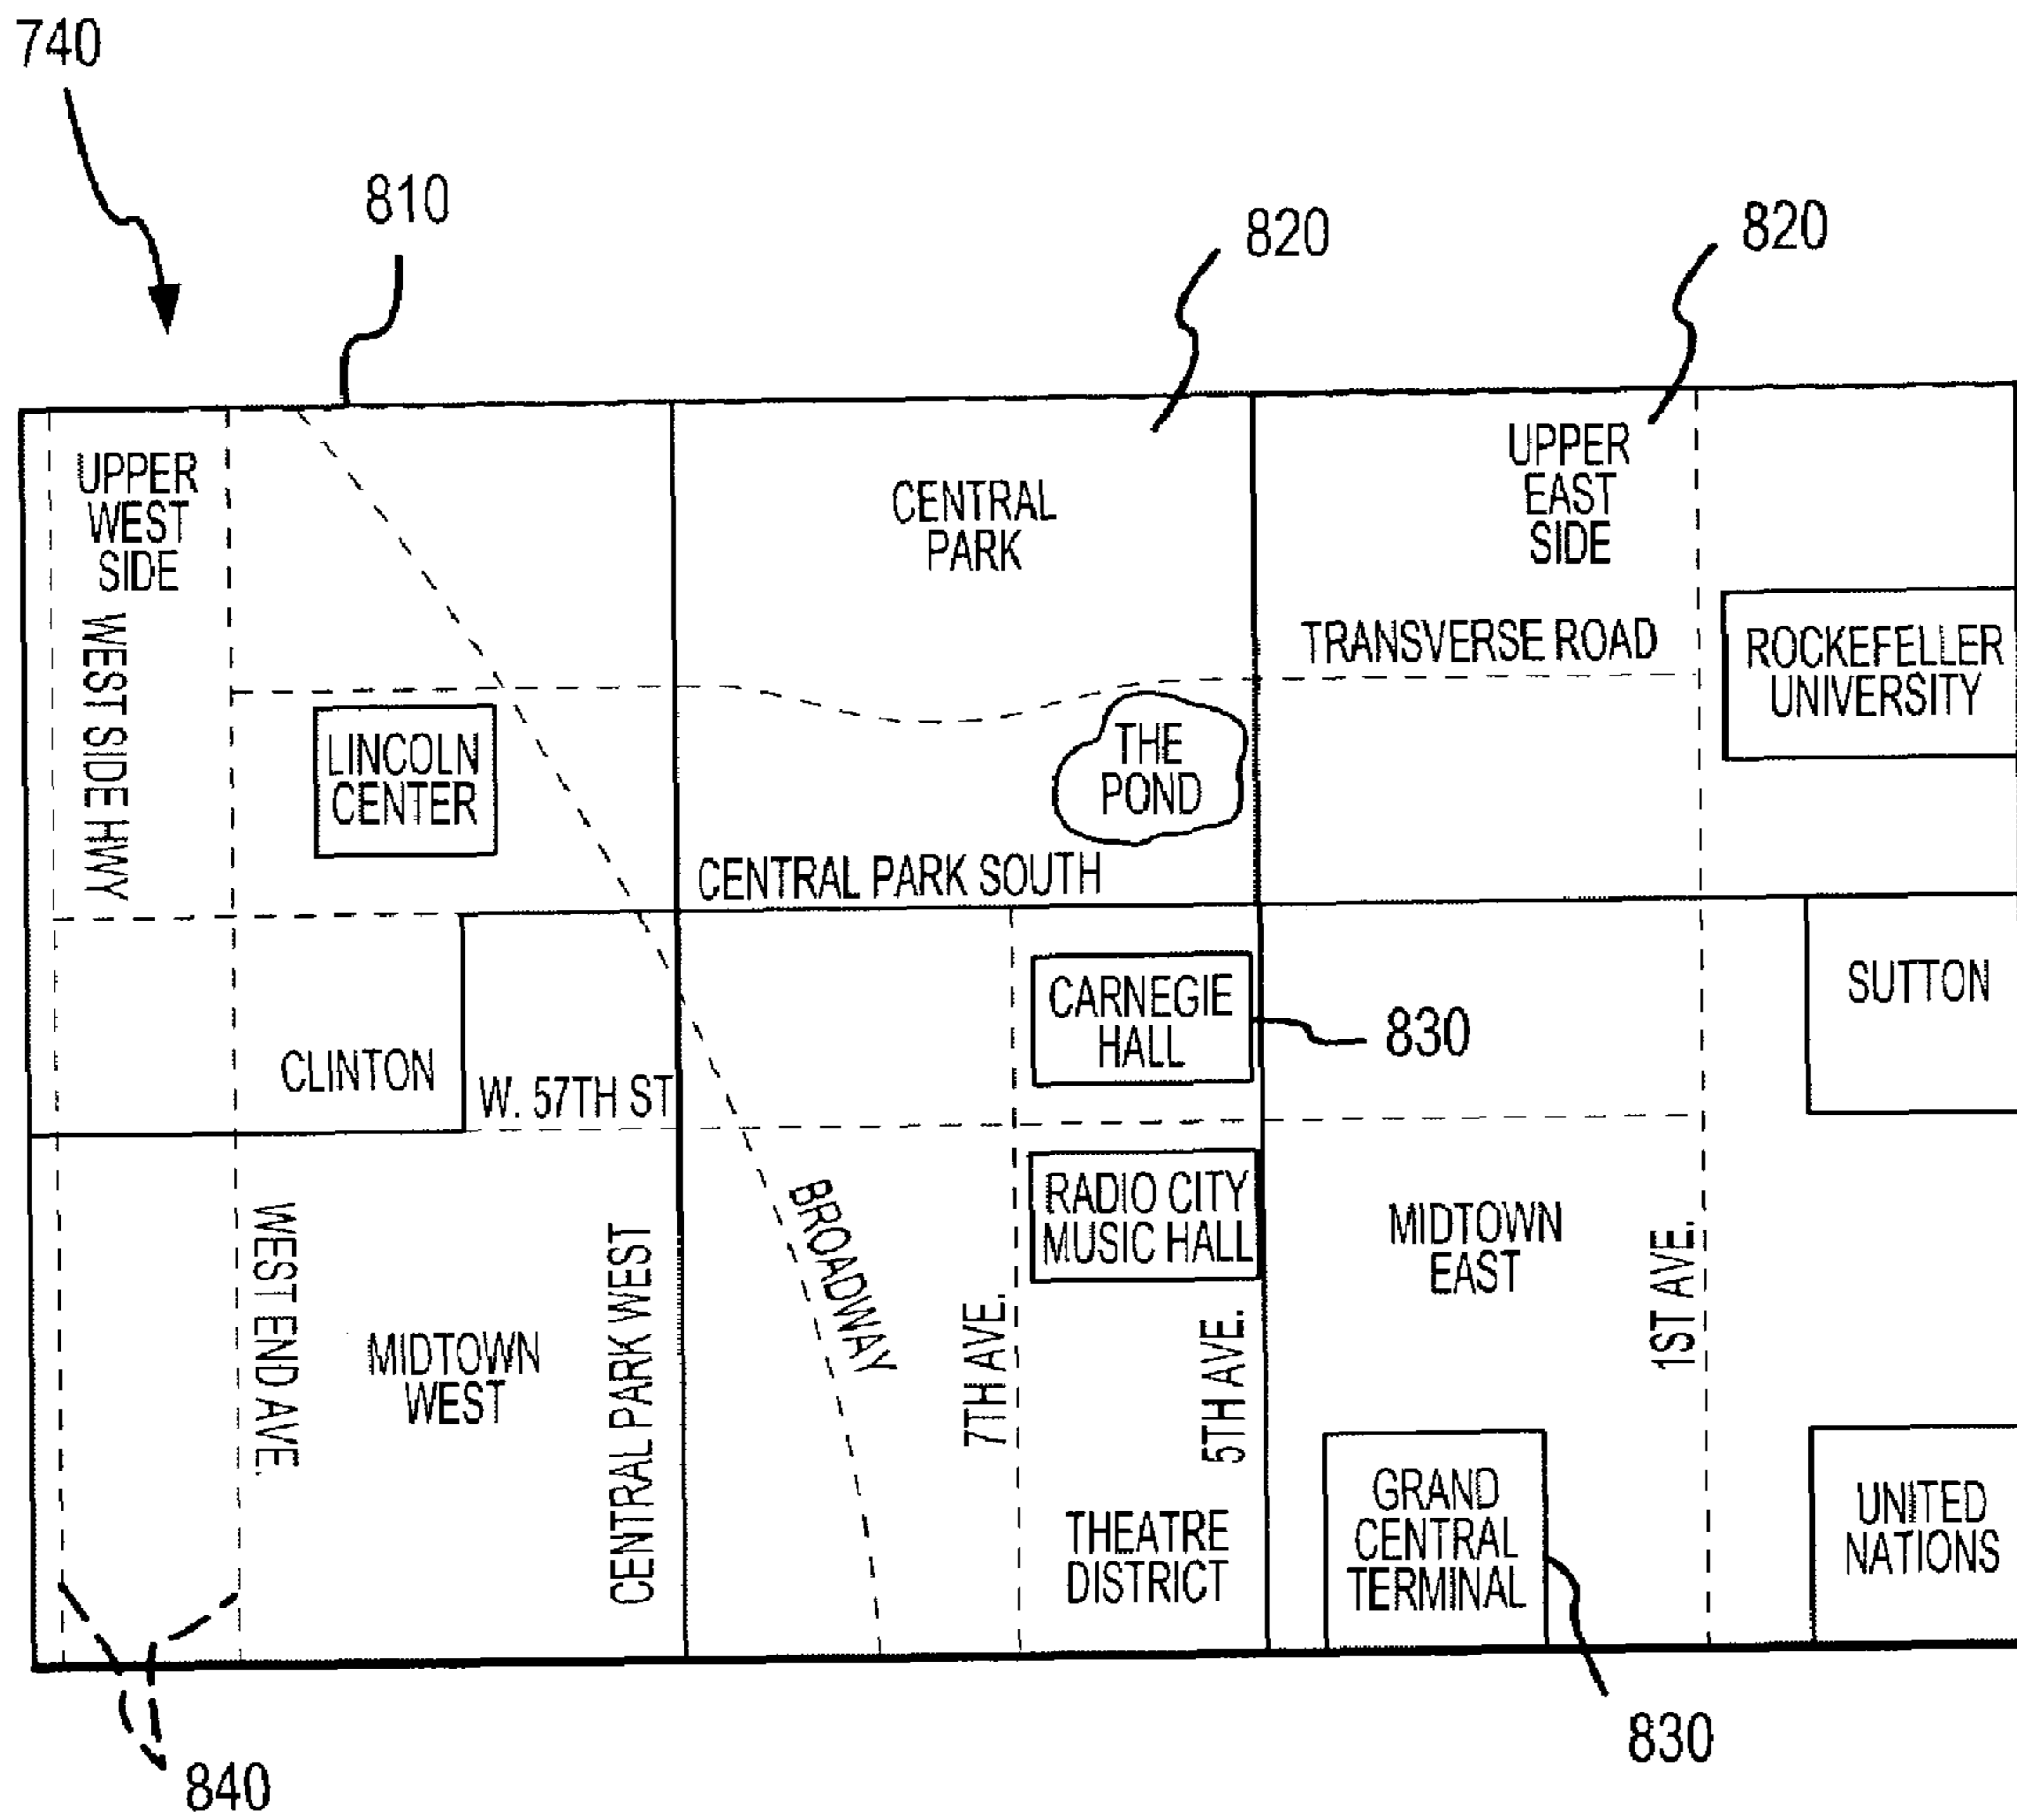 740
810
820
820
UPPER
WEST
SIDE
CENTRAL
PARK
UPPER
EAST
SIDE
WEST SIDE HWY
TRANSVERSE ROAD
ROCKEFELLER
UNIVERSITY
LINCOLN
CENTER
THE
POND
CENTRAL PARK SOUTH
CARNEGIE
HALL
830
SUTTON
CLINTON
W. 57TH ST
RADIO CITY
MUSIC HALL
BROADWAY
MIDTOWN
EAST
WEST END AVE.
MIDTOWN
WEST
CENTRAL PARK WEST
7TH AVE.
5TH AVE.
1ST AVE.
THEATRE
DISTRICT
GRAND
CENTRAL
TERMINAL
UNITED
NATIONS
830
840